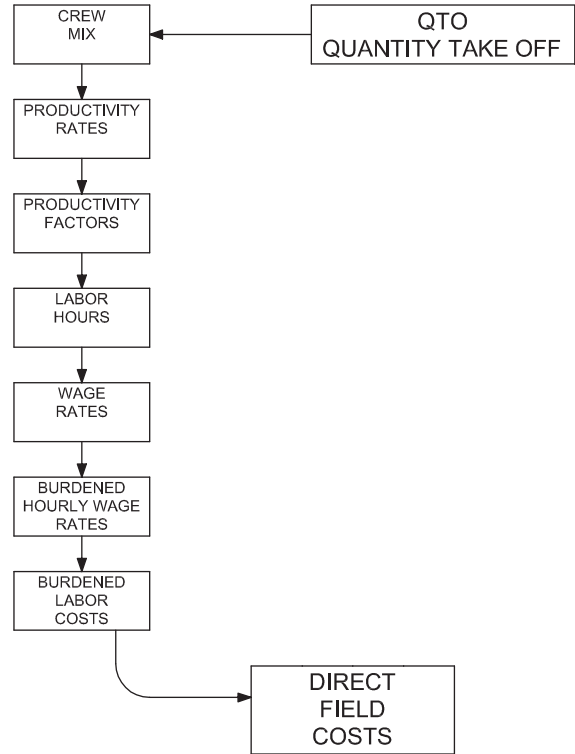 CREW
MIX
QTO
QUANTITY TAKE OFF
PRODUCTIVITY
RATES
PRODUCTIVITY
FACTORS
LABOR
HOURS
WAGE
RATES
BURDENED
HOURLY WAGE
RATES
BURDENED
LABOR
COSTS
DIRECT
FIELD
COSTS